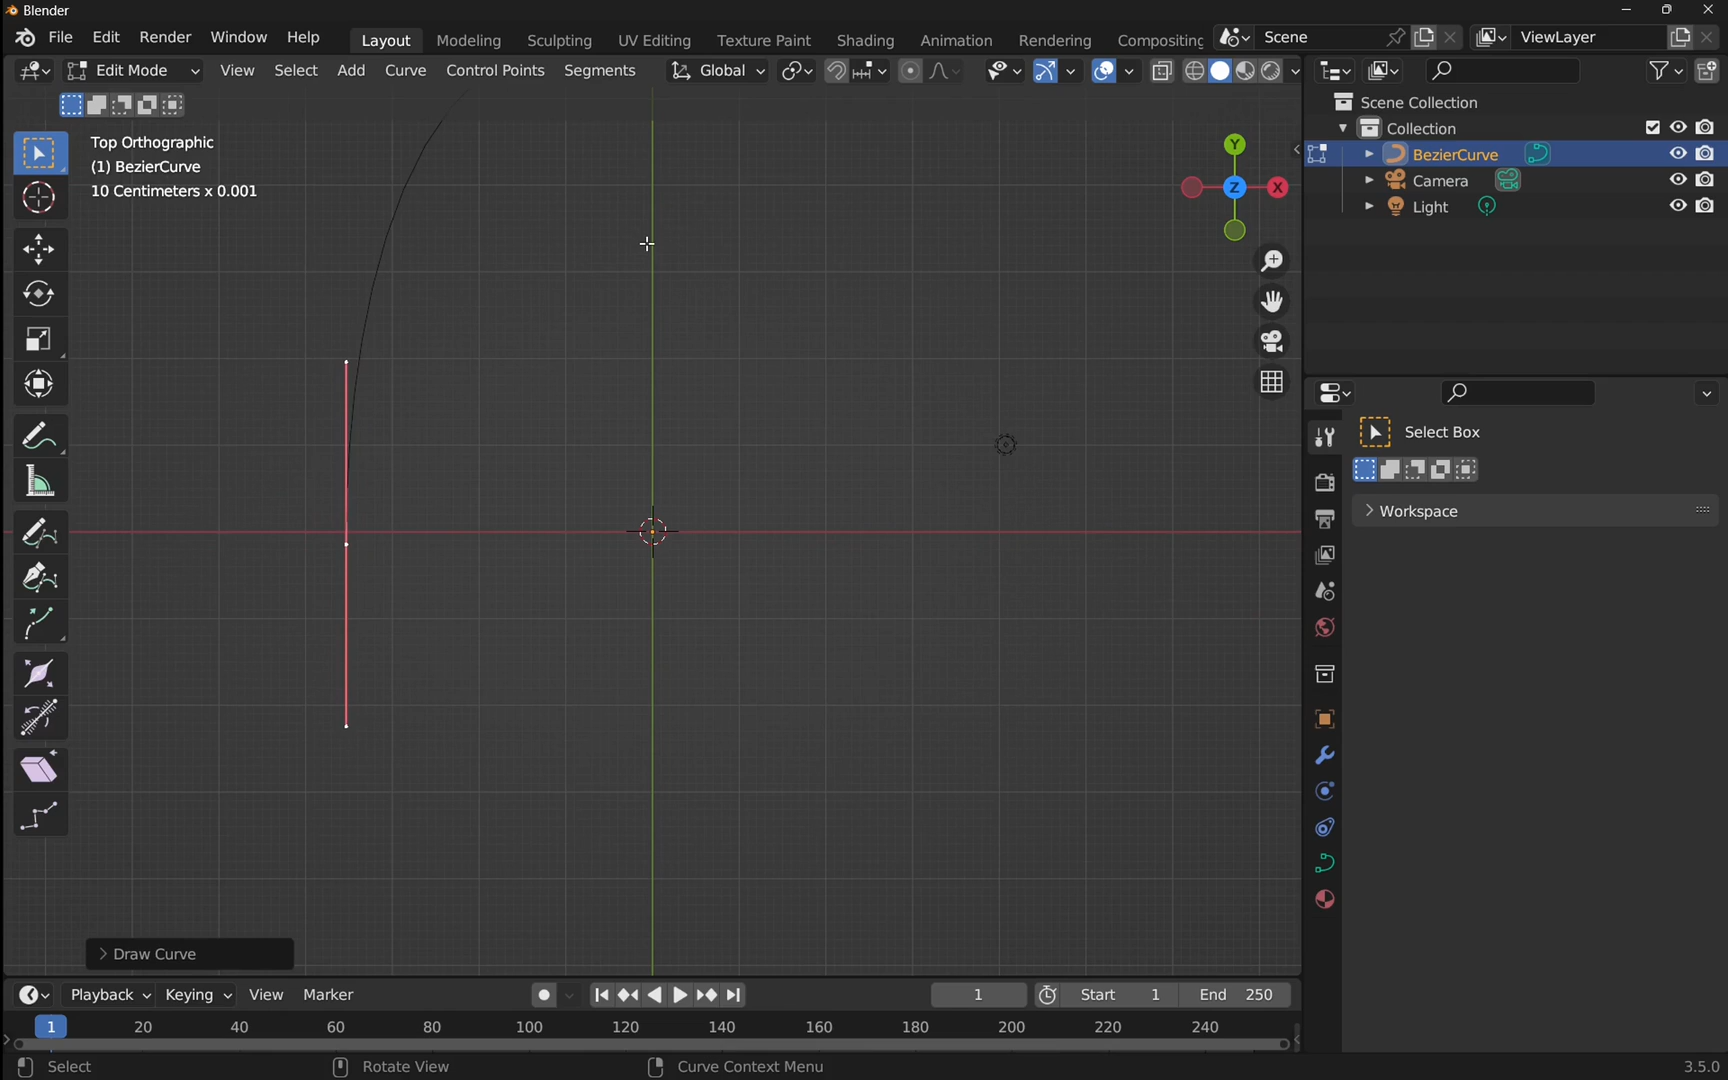 Blender
File Edit Render Window Help Layout Modeling Sculpting UV Editing Texture Paint Shading Animation Rendering Compositing Scene ViewLayer
Edit Mode View Select Add Curve Control Points Segments Global
Top Orthographic
(1) BezierCurve
10 Centimeters x 0.001
Y
Z
X
Scene Collection
Collection
BezierCurve
Camera
Light
Select Box
Workspace
Draw Curve
Playback Keying View Marker 1 Start 1 End 250
1 20 40 60 80 100 120 140 160 180 200 220 240
Select Rotate View Curve Context Menu 3.5.0